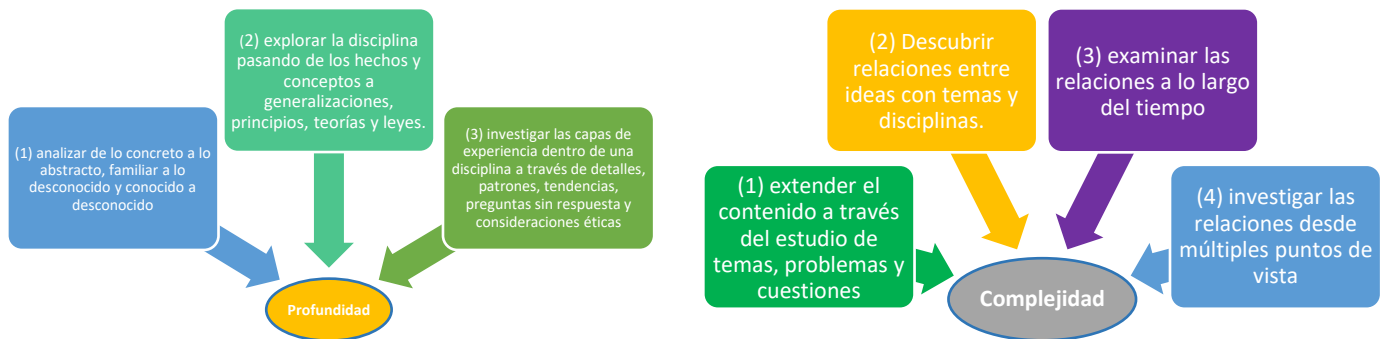 (1) analizar de lo concreto a lo
abstracto, familiar a lo
desconocido y conocido a
desconocido
(2) explorar la disciplina
pasando de los hechos y
conceptos a
generalizaciones,
principios, teorías y leyes.
(3) investigar las capas de
experiencia dentro de una
disciplina a través de detalles,
patrones, tendencias,
preguntas sin respuesta y
consideraciones éticas
Profundidad
(1) extender el
contenido a través
del estudio de
temas, problemas y
cuestiones
(2) Descubrir
relaciones entre
ideas con temas y
disciplinas.
(3) examinar las
relaciones a lo largo
del tiempo
(4) investigar las
relaciones desde
múltiples puntos de
vista
Complejidad